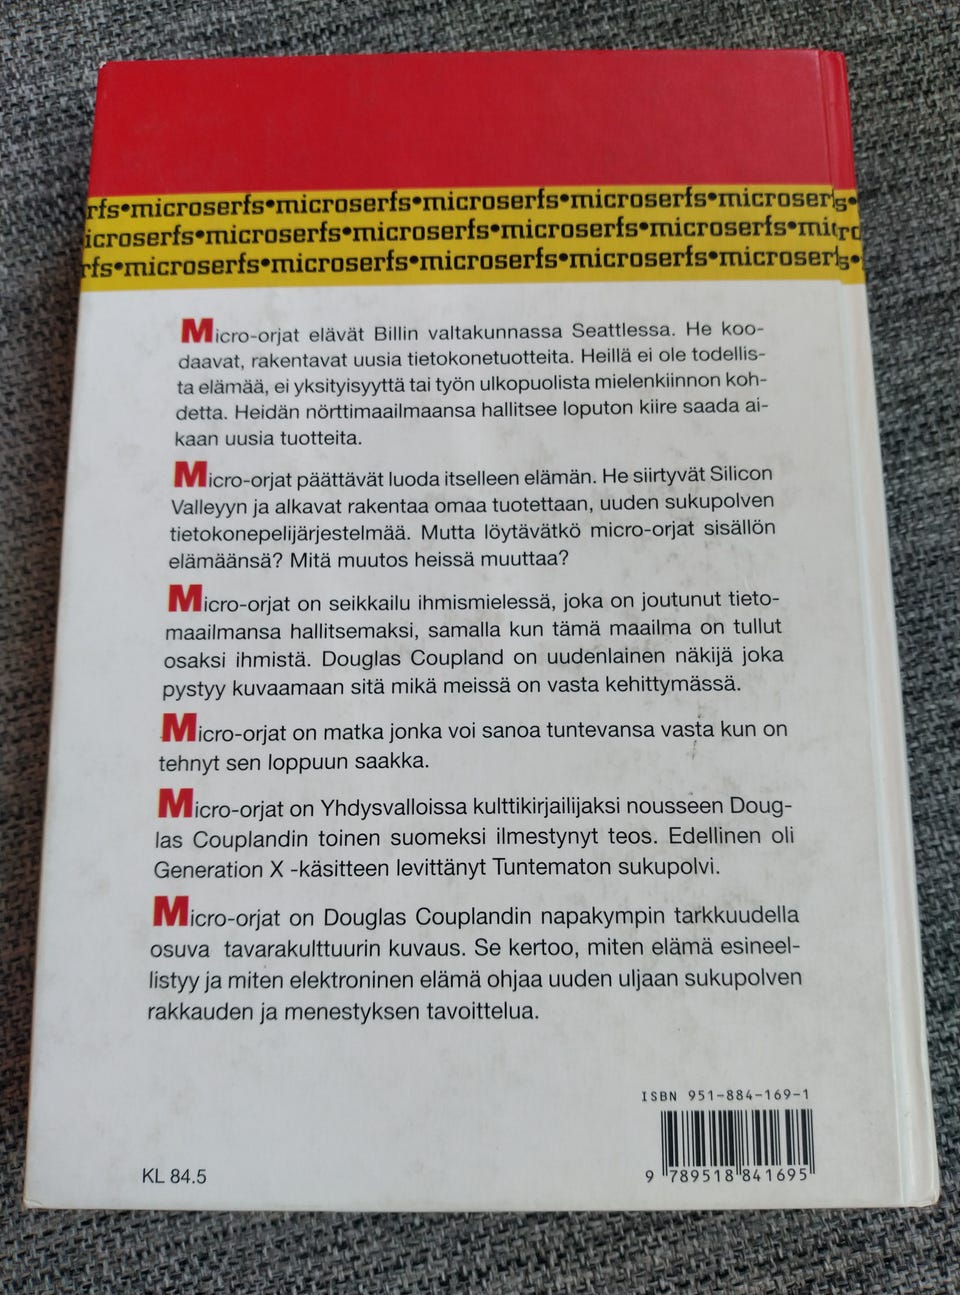 rfs•microserfs•microserfs•microserfs•microserfs•microserfs•
icroserfs•microserfs•microserfs•microserfs•microserfs•micro
rfs•microserfs•microserfs•microserfs•microserfs•microserfs•
Micro-orjat elävät Billin valtakunnassa Seattlessa. He koo-
daavat, rakentavat uusia tietokonetuotteita. Heillä ei ole todellis-
ta elämää, ei yksityisyyttä tai työn ulkopuolista mielenkiinnon koh-
detta. Heidän nörttimaailmaansa hallitsee loputon kiire saada ai-
kaan uusia tuotteita.
Micro-orjat päättävät luoda itselleen elämän. He siirtyvät Silicon
Valleyyn ja alkavat rakentaa omaa tuotettaan, uuden sukupolven
tietokonepelijärjestelmää. Mutta löytävätkö micro-orjat sisällön
elämäänsä? Mitä muutos heissä muuttaa?
Micro-orjat on seikkailu ihmismielessä, joka on joutunut tieto-
maailmansa hallitsemaksi, samalla kun tämä maailma on tullut
osaksi ihmistä. Douglas Coupland on uudenlainen näkijä joka
pystyy kuvaamaan sitä mikä meissä on vasta kehittymässä.
Micro-orjat on matka jonka voi sanoa tuntevansa vasta kun on
tehnyt sen loppuun saakka.
Micro-orjat on Yhdysvalloissa kulttikirjailijaksi nousseen Doug-
las Couplandin toinen suomeksi ilmestynyt teos. Edellinen oli
Generation X -käsitteen levittänyt Tuntematon sukupolvi.
Micro-orjat on Douglas Couplandin napakympin tarkkuudella
osuva tavarakulttuurin kuvaus. Se kertoo, miten elämä esineel-
listyy ja miten elektroninen elämä ohjaa uuden uljaan sukupolven
rakkauden ja menestyksen tavoittelua.
ISBN 951-884-169-1
9 789518 841695
KL 84.5